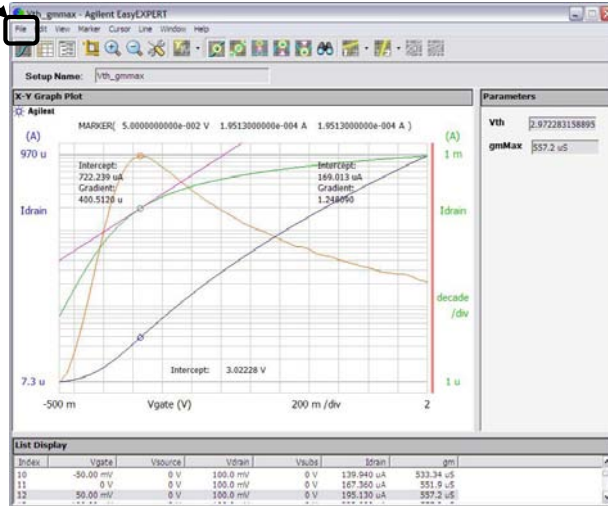 Vth_gmmax - Agilent EasyEXPERT
File Edit View Marker Cursor Line Window Help
Setup Name: Vth_gmmax
X-Y Graph Plot
Agilent
MARKER( 5.0000000000e-002 V 1.9513000000e-004 A 1.9513000000e-004 A )
(A) (A)
970 u 1 m
Intercept: Intercept:
722.239 uA 169.013 uA
Gradient: Gradient:
400.5120 u 1.248090
Idrain Idrain
decade
/div
Intercept: 3.02228 V
7.3 u 1 u
-500 m Vgate (V) 200 m /div 2
Parameters
Vth 2.972283158895
gmMax 557.2 uS
List Display
Index Vgate Vsource Vdrain Vsubs Idrain gm
10 -50.00 mV 0 V 100.0 mV 0 V 139.940 uA 533.34 uS
11 0 V 0 V 100.0 mV 0 V 167.360 uA 551.9 uS
12 50.00 mV 0 V 100.0 mV 0 V 195.130 uA 557.2 uS